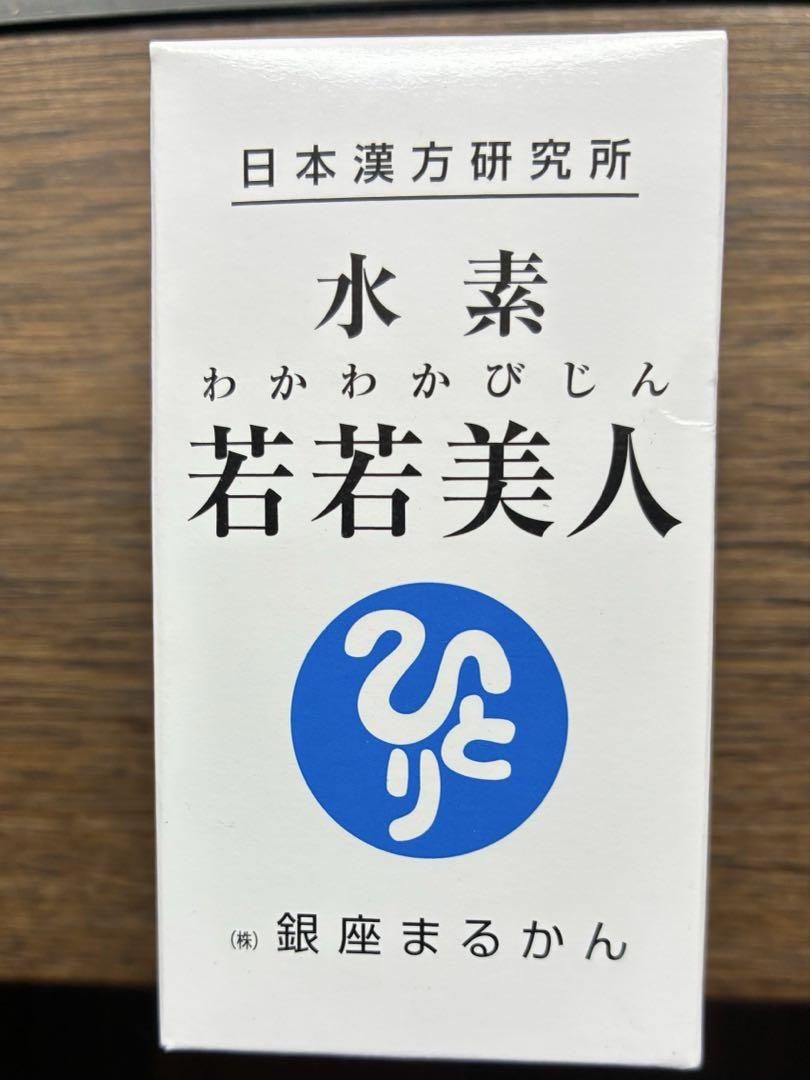 日本漢方研究所
水素
わかわかびじん
若若美人
ひとり
㈱銀座まるかん